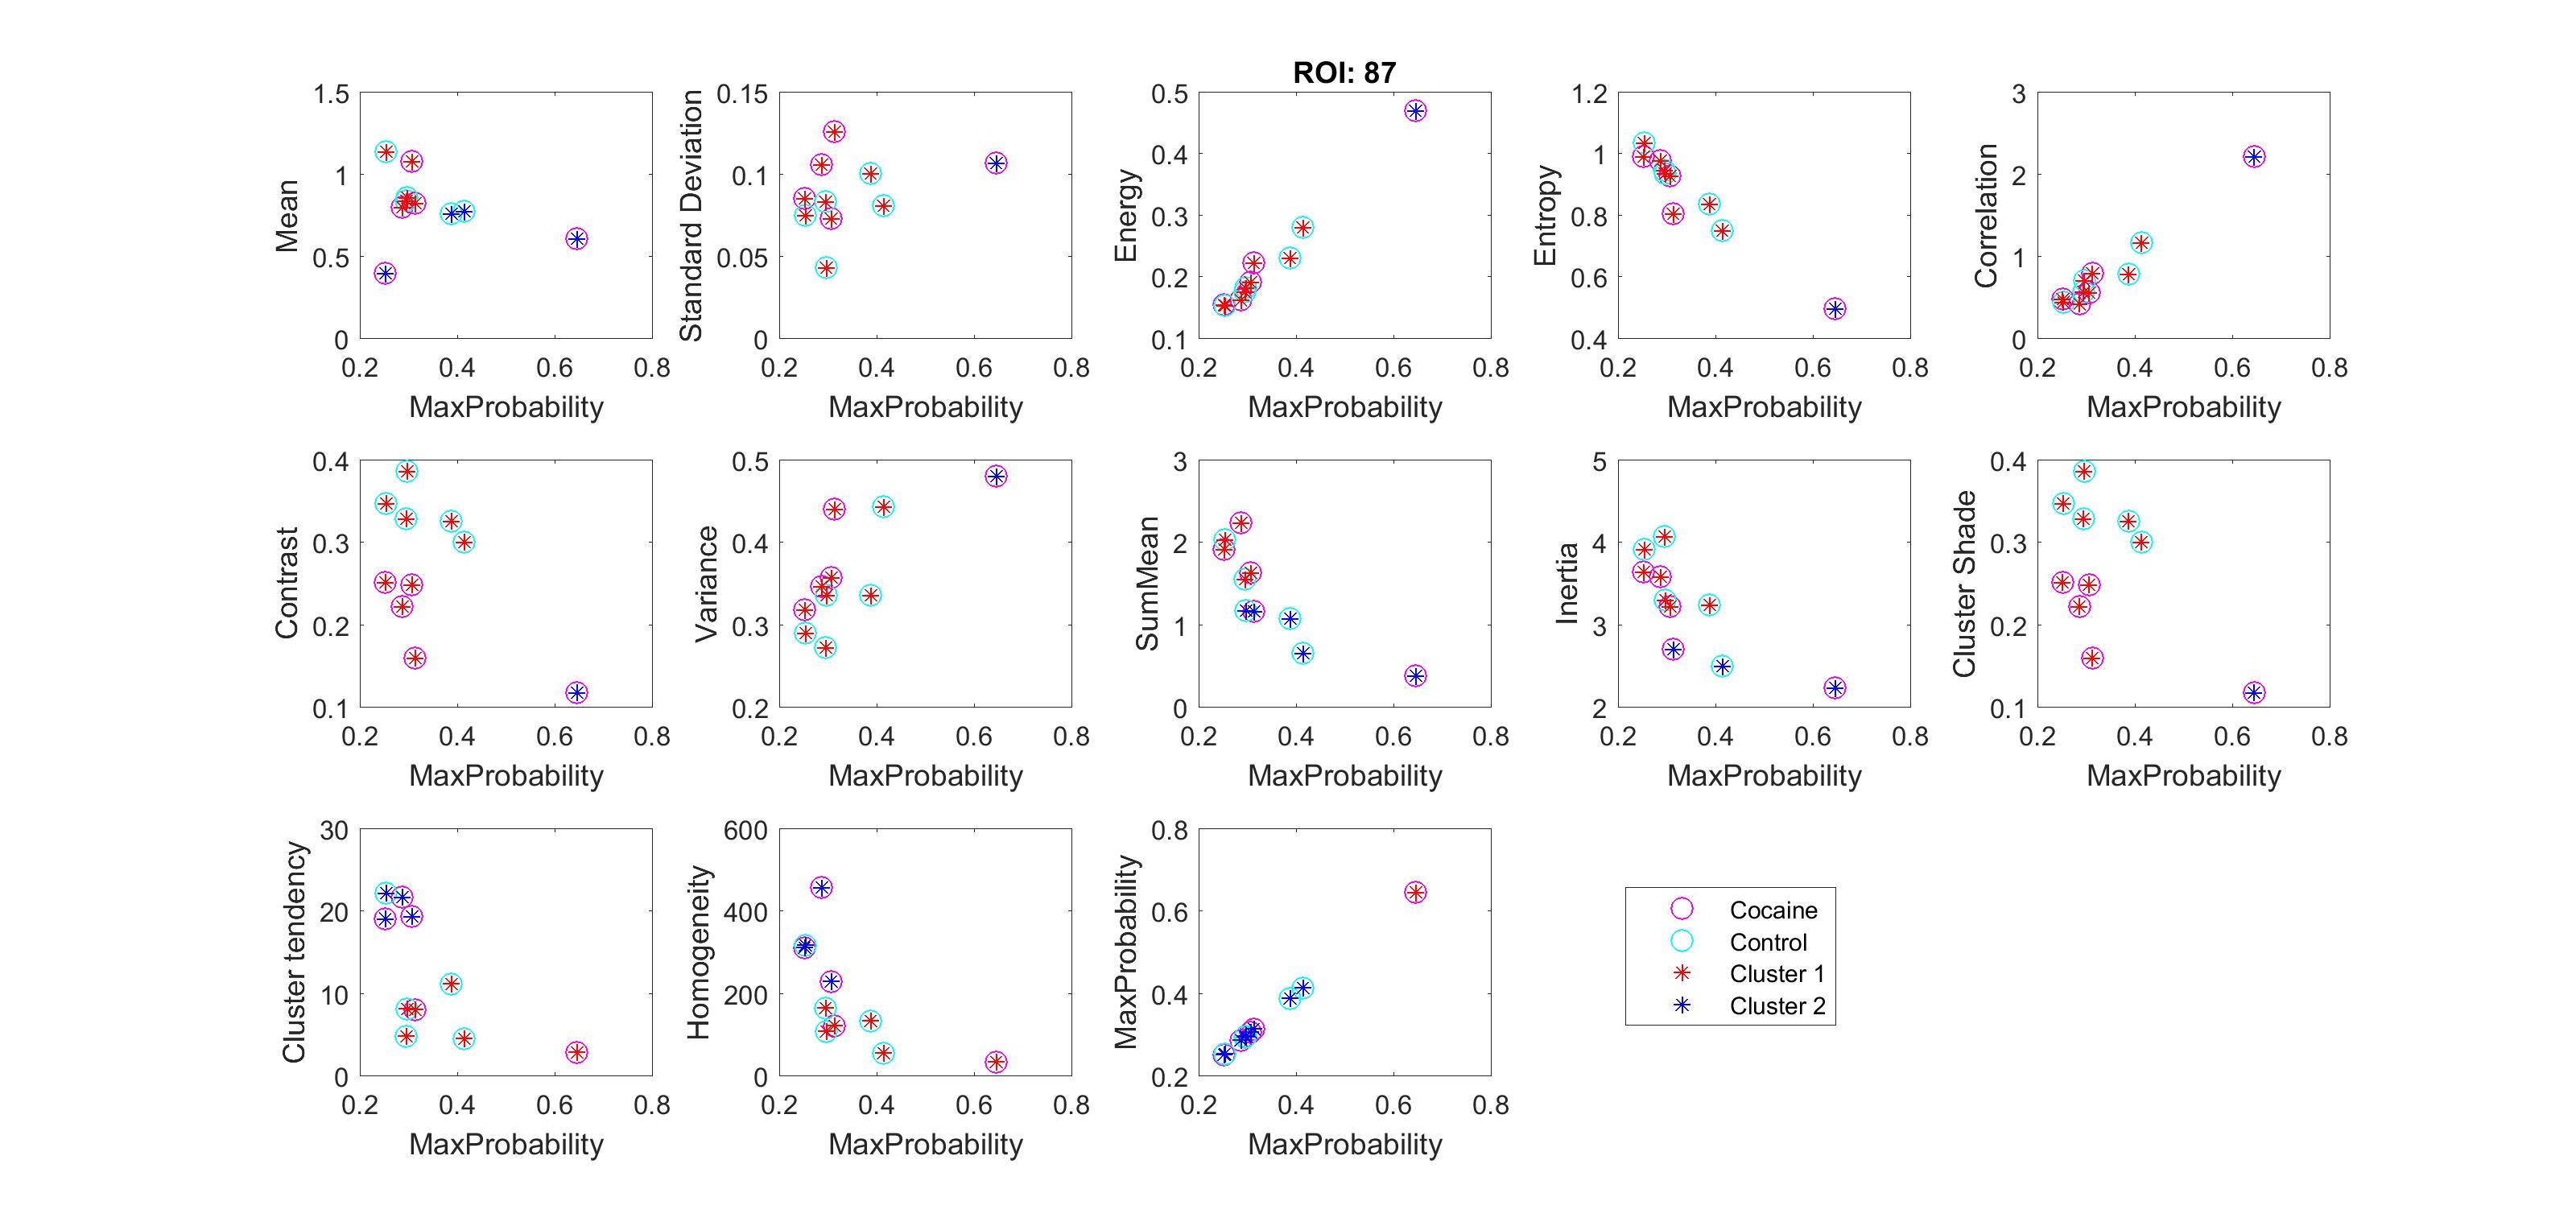 ROI: 87
Mean
1.5
1
0.5
0
0.2 0.4 0.6 0.8
MaxProbability
Standard Deviation
0.15
0.1
0.05
0
0.2 0.4 0.6 0.8
MaxProbability
Energy
0.5
0.4
0.3
0.2
0.1
0.2 0.4 0.6 0.8
MaxProbability
Entropy
1.2
1
0.8
0.6
0.4
0.2 0.4 0.6 0.8
MaxProbability
Correlation
3
2
1
0
0.2 0.4 0.6 0.8
MaxProbability
Contrast
0.4
0.3
0.2
0.1
0.2 0.4 0.6 0.8
MaxProbability
Variance
0.5
0.4
0.3
0.2
0.2 0.4 0.6 0.8
MaxProbability
SumMean
3
2
1
0
0.2 0.4 0.6 0.8
MaxProbability
Inertia
5
4
3
2
0.2 0.4 0.6 0.8
MaxProbability
Cluster Shade
0.4
0.3
0.2
0.1
0.2 0.4 0.6 0.8
MaxProbability
Cluster tendency
30
20
10
0
0.2 0.4 0.6 0.8
MaxProbability
Homogeneity
600
400
200
0
0.2 0.4 0.6 0.8
MaxProbability
MaxProbability
0.8
0.6
0.4
0.2
0.2 0.4 0.6 0.8
MaxProbability
Cocaine
Control
Cluster 1
Cluster 2